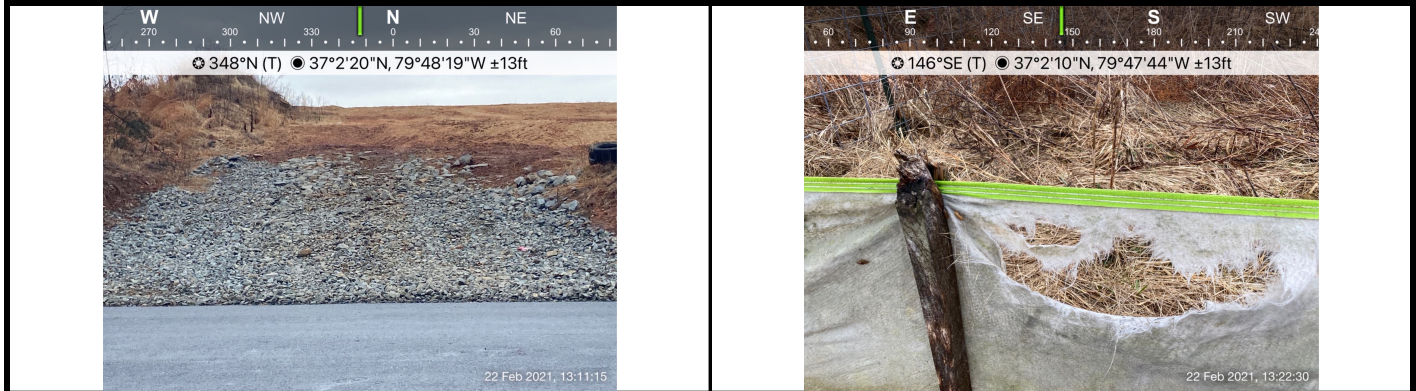 W NW N NE
270 300 330 0 30 60
348°N (T) 37°2'20"N, 79°48'19"W ±13ft
22 Feb 2021, 13:11:15
E SE S SW
60 90 120 150 180 210 24
146°SE (T) 37°2'10"N, 79°47'44"W ±13ft
22 Feb 2021, 13:22:30